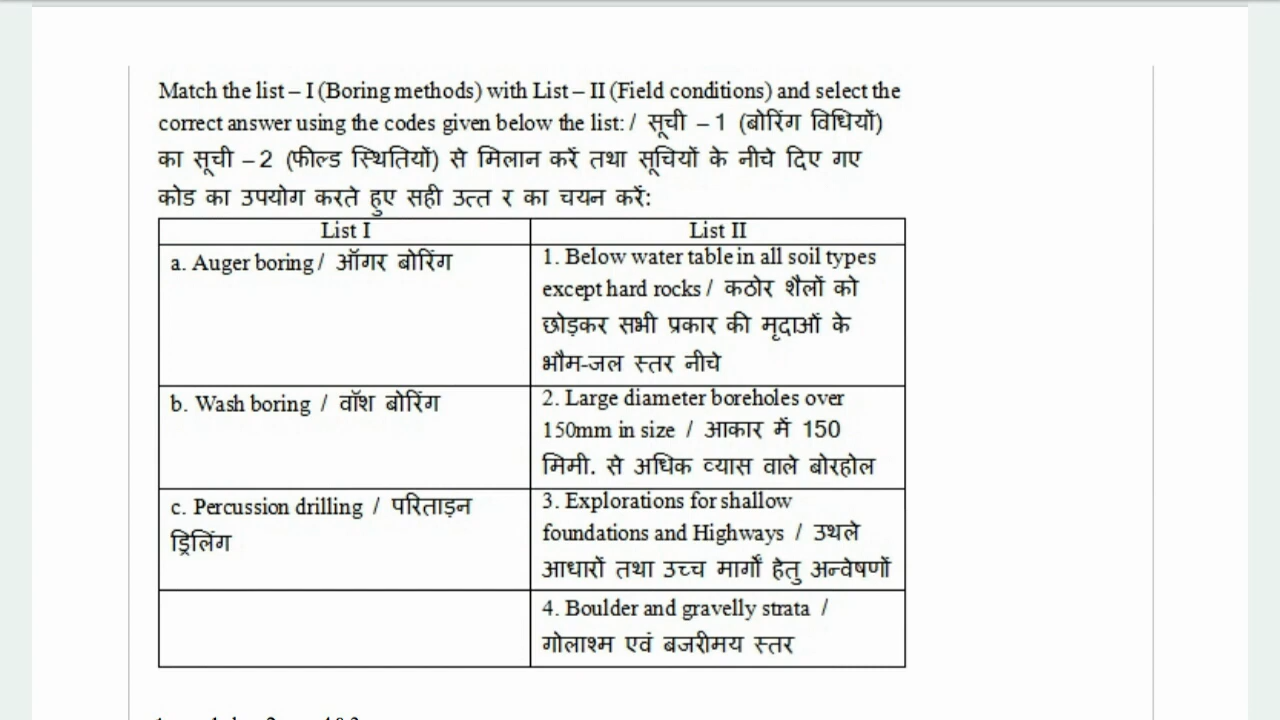 Match the list – I (Boring methods) with List – II (Field conditions) and select the
correct answer using the codes given below the list: / सूची – 1 (बोरिंग विधियों)
का सूची – 2 (फील्ड स्थितियों) से मिलान करें तथा सूचियों के नीचे दिए गए
कोड का उपयोग करते हुए सही उत्त र का चयन करें:
List I
List II
a. Auger boring / ऑगर बोरिंग
1. Below water table in all soil types
except hard rocks / कठोर शैलों को
छोड़कर सभी प्रकार की मृदाओं के
भौम-जल स्तर नीचे
b. Wash boring / वॉश बोरिंग
2. Large diameter boreholes over
150mm in size / आकार में 150
मिमी. से अधिक व्यास वाले बोरहोल
c. Percussion drilling / परिताड़न
ड्रिलिंग
3. Explorations for shallow
foundations and Highways / उथले
आधारों तथा उच्च मार्गों हेतु अन्वेषणों
4. Boulder and gravelly strata /
गोलाश्म एवं बजरीमय स्तर